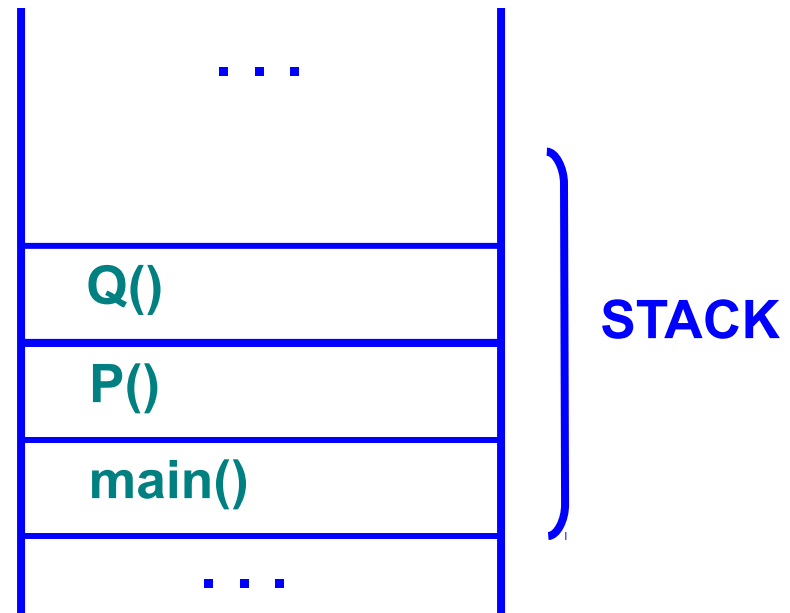 . . .
Q()
STACK
P()
main()
. . .